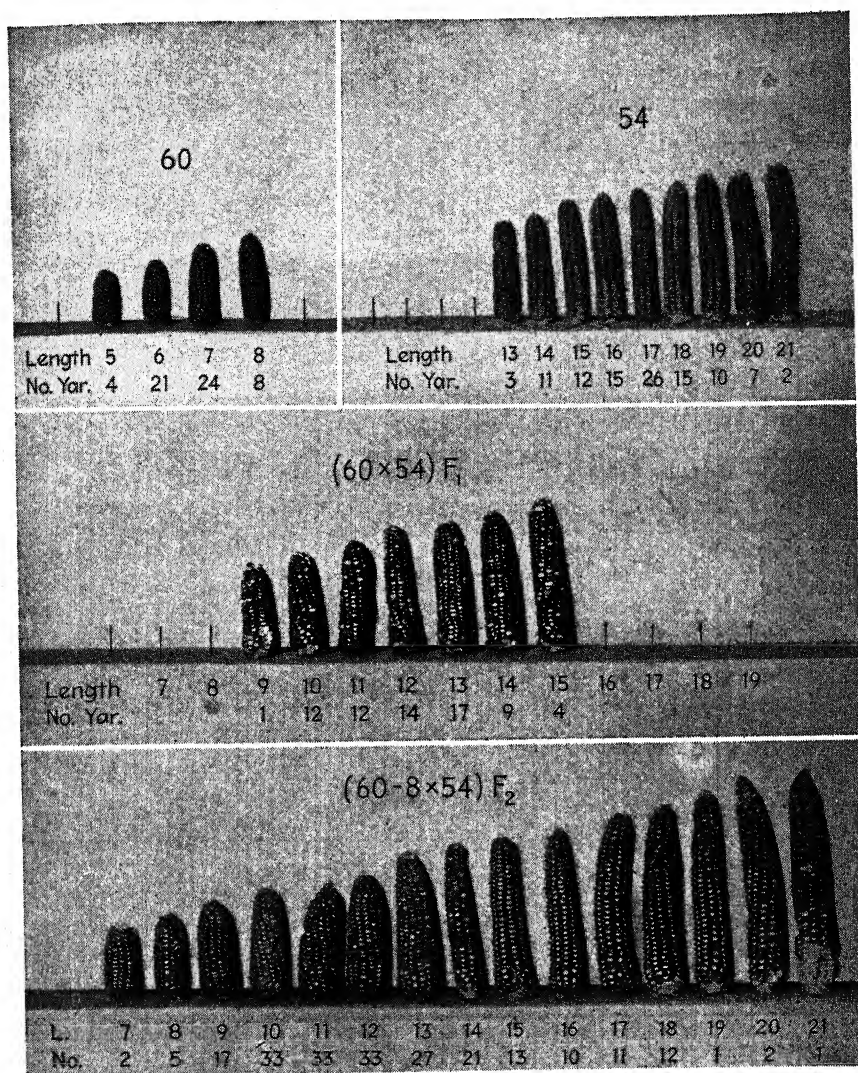 60
Length 5 6 7 8
No. Yar. 4 21 24 8
54
Length 13 14 15 16 17 18 19 20 21
No. Yar. 3 11 12 15 26 15 10 7 2
(60×54) F₁
Length 7 8 9 10 11 12 13 14 15 16 17 18 19
No. Yar. 1 12 12 14 17 9 4
(60-8×54) F₂
L. 7 8 9 10 11 12 13 14 15 16 17 18 19 20 21
No. 2 5 17 33 33 33 27 21 13 10 11 12 1 2 1